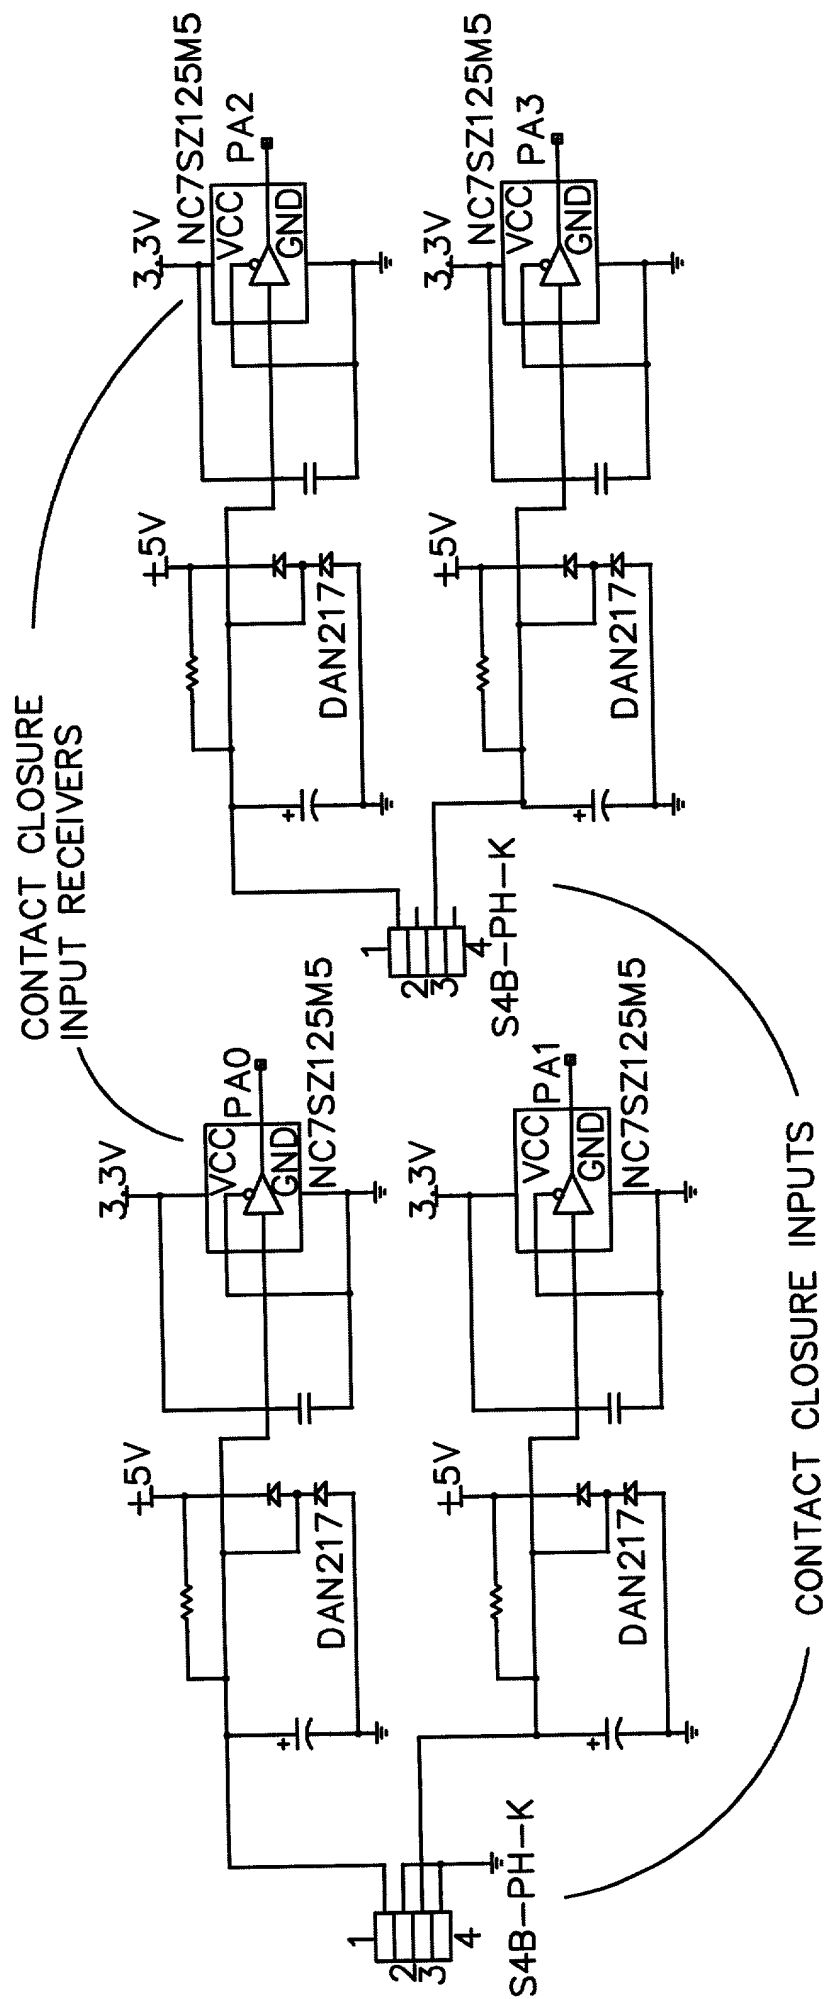 CONTACT CLOSURE
INPUT RECEIVERS
3.3V
NC7SZ125M5
VCC
GND
PA2
+5V
DAN217
3.3V
NC7SZ125M5
VCC
GND
PA3
+5V
DAN217
1
2
3
4
S4B-PH-K
3.3V
VCC
GND
PA0
NC7SZ125M5
+5V
DAN217
3.3V
VCC
GND
PA1
NC7SZ125M5
+5V
DAN217
1
2
3
4
S4B-PH-K
CONTACT CLOSURE INPUTS